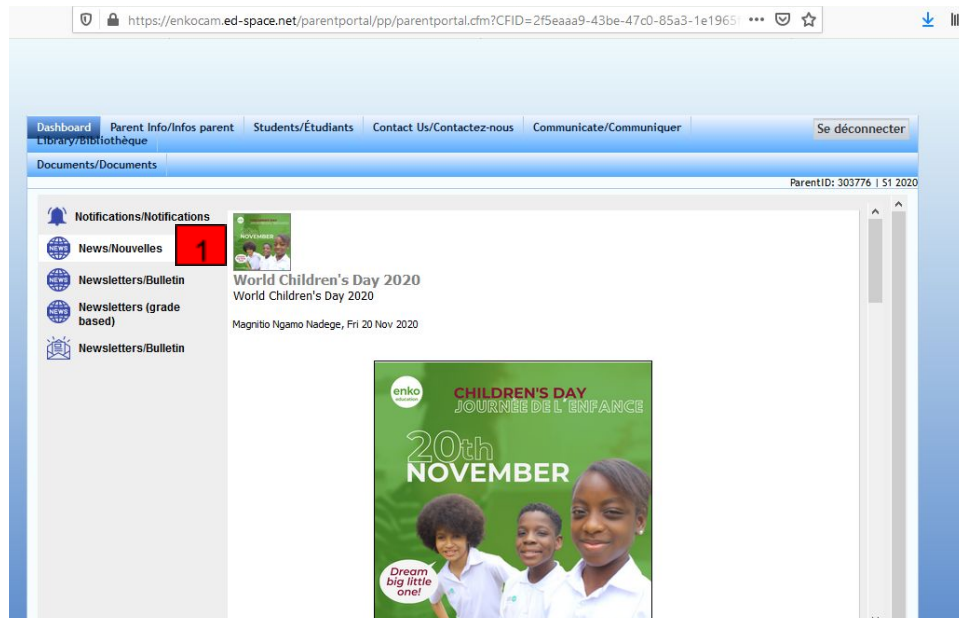 https://enkocam.ed-space.net/parentportal/pp/parentportal.cfm?CFID=2f5eaaa9-43be-47c0-85a3-1e1965
Dashboard Parent Info/Infos parent Students/Étudiants Contact Us/Contactez-nous Communicate/Communiquer Se déconnecter
Library/Bibliothèque
Documents/Documents
ParentID: 303776 | S1 2020
Notifications/Notifications
NEWS News/Nouvelles
1
NEWS Newsletters/Bulletin
NEWS Newsletters (grade
based)
Newsletters/Bulletin
NOVEMBER
World Children's Day 2020
World Children's Day 2020
Magnitio Ngamo Nadege, Fri 20 Nov 2020
enko
education
CHILDREN'S DAY
JOURNÉE DE L'ENFANCE
20th
NOVEMBER
Dream
big little
one!